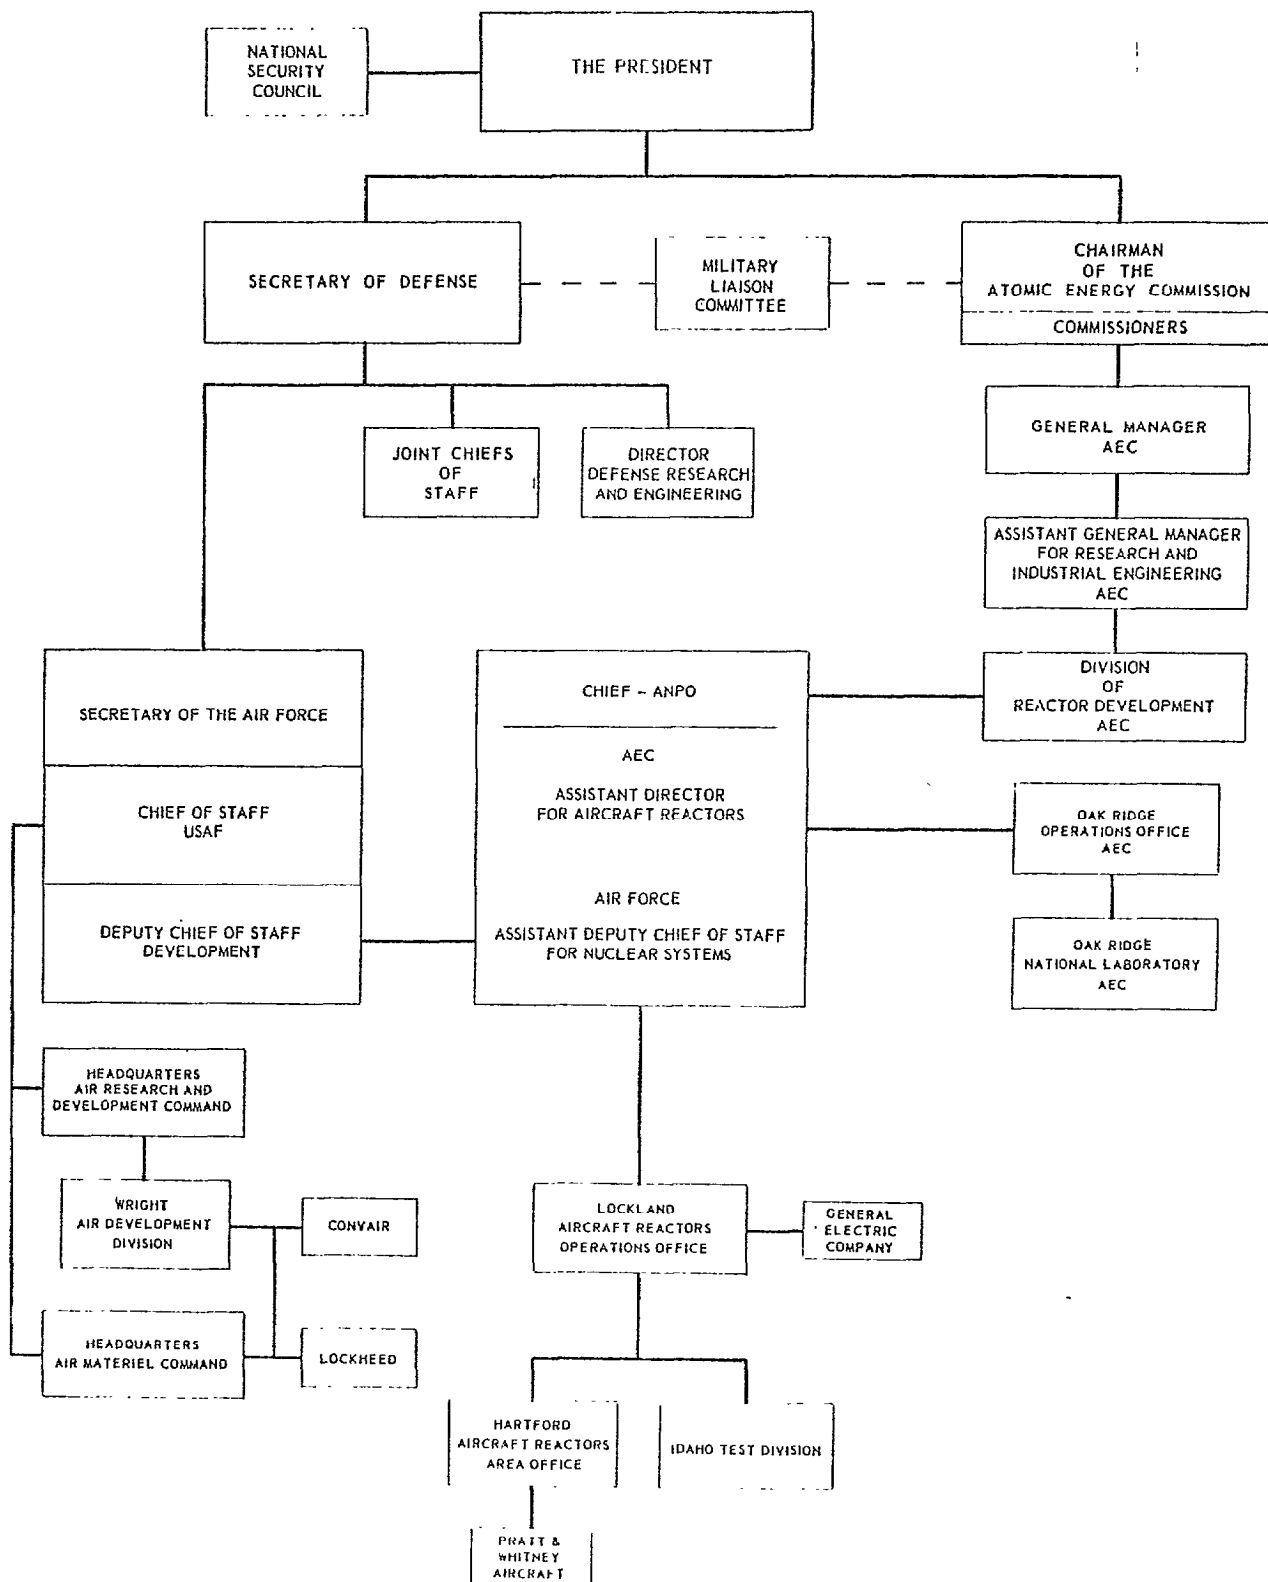 NATIONAL
SECURITY
COUNCIL
THE PRESIDENT
SECRETARY OF DEFENSE
MILITARY
LIAISON
COMMITTEE
CHAIRMAN
OF THE
ATOMIC ENERGY COMMISSION
COMMISSIONERS
JOINT CHIEFS
OF
STAFF
DIRECTOR
DEFENSE RESEARCH
AND ENGINEERING
GENERAL MANAGER
AEC
ASSISTANT GENERAL MANAGER
FOR RESEARCH AND
INDUSTRIAL ENGINEERING
AEC
SECRETARY OF THE AIR FORCE
CHIEF OF STAFF
USAF
DEPUTY CHIEF OF STAFF
DEVELOPMENT
CHIEF - ANPO
AEC
ASSISTANT DIRECTOR
FOR AIRCRAFT REACTORS
AIR FORCE
ASSISTANT DEPUTY CHIEF OF STAFF
FOR NUCLEAR SYSTEMS
DIVISION
OF
REACTOR DEVELOPMENT
AEC
OAK RIDGE
OPERATIONS OFFICE
AEC
OAK RIDGE
NATIONAL LABORATORY
AEC
HEADQUARTERS
AIR RESEARCH AND
DEVELOPMENT COMMAND
WRIGHT
AIR DEVELOPMENT
DIVISION
CONVAIR
HEADQUARTERS
AIR MATERIEL COMMAND
LOCKHEED
LOCKLAND
AIRCRAFT REACTORS
OPERATIONS OFFICE
GENERAL
ELECTRIC
COMPANY
HARTFORD
AIRCRAFT REACTORS
AREA OFFICE
IDAHO TEST DIVISION
PRATT &
WHITNEY
AIRCRAFT